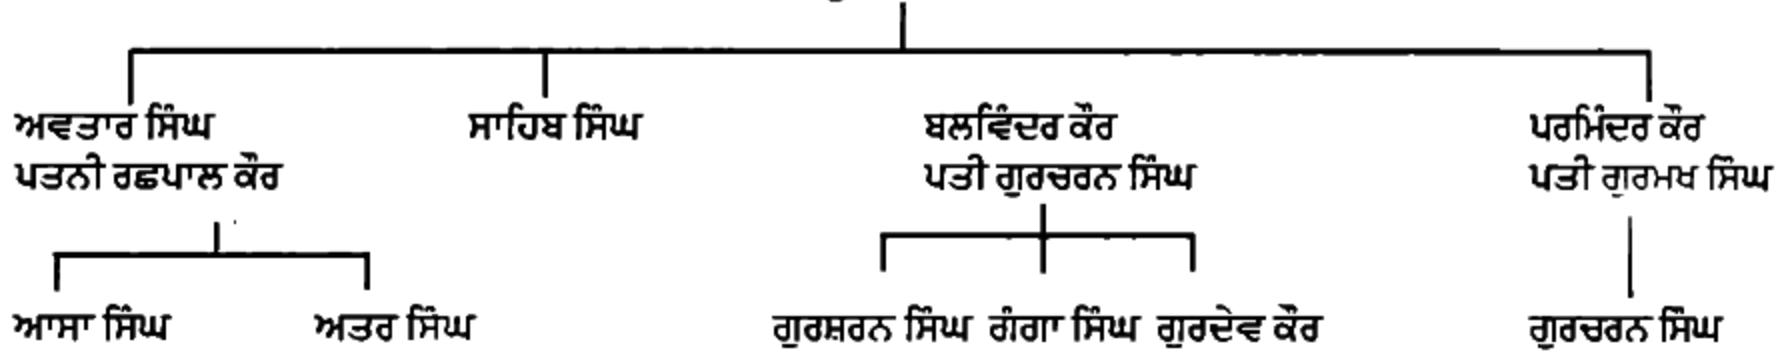 ਅਵਤਾਰ ਸਿੰਘ ਸਾਹਿਬ ਸਿੰਘ ਬਲਵਿੰਦਰ ਕੌਰ ਪਰਮਿੰਦਰ ਕੌਰ
ਪਤਨੀ ਰਛਪਾਲ ਕੌਰ ਪਤੀ ਗੁਰਚਰਨ ਸਿੰਘ ਪਤੀ ਗੁਰਮਖ ਸਿੰਘ
ਆਸਾ ਸਿੰਘ ਅਤਰ ਸਿੰਘ ਗੁਰਸ਼ਰਨ ਸਿੰਘ ਗੰਗਾ ਸਿੰਘ ਗੁਰਦੇਵ ਕੌਰ ਗੁਰਚਰਨ ਸਿੰਘ